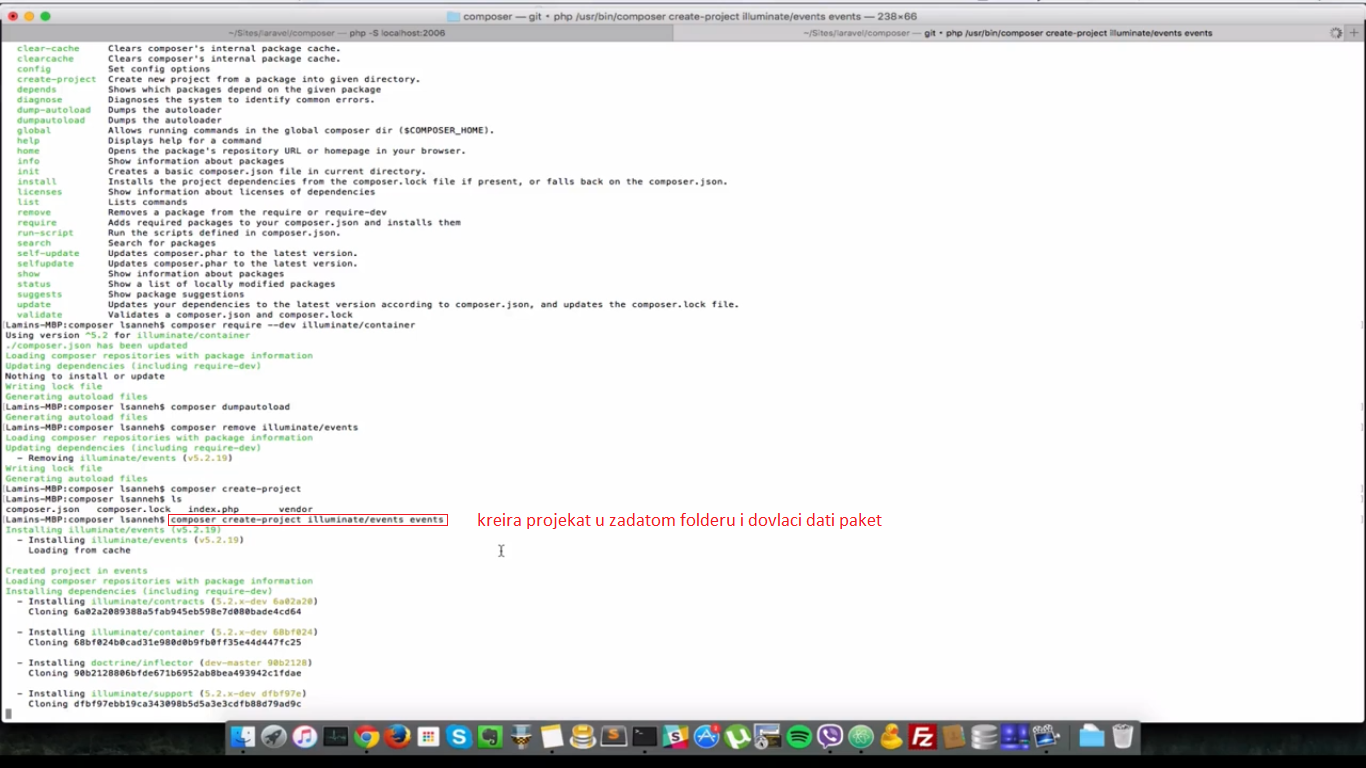 composer — git • php /usr/bin/composer create-project illuminate/events events — 238×66
~/Sites/laravel/composer — php -S localhost:2006
~/Sites/laravel/composer — git • php /usr/bin/composer create-project illuminate/events events
clear-cache Clears composer's internal package cache.
clearcache Clears composer's internal package cache.
config Set config options
create-project Create new project from a package into given directory.
depends Shows which packages depend on the given package
diagnose Diagnoses the system to identify common errors.
dump-autoload Dumps the autoloader
dumpautoload Dumps the autoloader
global Allows running commands in the global composer dir ($COMPOSER_HOME).
help Displays help for a command
home Opens the package's repository URL or homepage in your browser.
info Show information about packages
init Creates a basic composer.json file in current directory.
install Installs the project dependencies from the composer.lock file if present, or falls back on the composer.json.
licenses Show information about licenses of dependencies
list Lists commands
remove Removes a package from the require or require-dev
require Adds required packages to your composer.json and installs them
run-script Run the scripts defined in composer.json.
search Search for packages
self-update Updates composer.phar to the latest version.
selfupdate Updates composer.phar to the latest version.
show Show information about packages
status Show a list of locally modified packages
suggests Show package suggestions
update Updates your dependencies to the latest version according to composer.json, and updates the composer.lock file.
validate Validates a composer.json and composer.lock
[Lamins-MBP:composer lsanneh$ composer require --dev illuminate/container
Using version ^5.2 for illuminate/container
./composer.json has been updated
Loading composer repositories with package information
Updating dependencies (including require-dev)
Nothing to install or update
Writing lock file
Generating autoload files
[Lamins-MBP:composer lsanneh$ composer dumpautoload
Generating autoload files
[Lamins-MBP:composer lsanneh$ composer remove illuminate/events
Loading composer repositories with package information
Updating dependencies (including require-dev)
- Removing illuminate/events (v5.2.19)
Writing lock file
Generating autoload files
[Lamins-MBP:composer lsanneh$ composer create-project
[Lamins-MBP:composer lsanneh$ ls
composer.json composer.lock index.php vendor
[Lamins-MBP:composer lsanneh$ composer create-project illuminate/events events
kreira projekat u zadatom folderu i dovlaci dati paket
Installing illuminate/events (v5.2.19)
- Installing illuminate/events (v5.2.19)
Loading from cache
Created project in events
Loading composer repositories with package information
Installing dependencies (including require-dev)
- Installing illuminate/contracts (5.2.x-dev 6a02a20)
Cloning 6a02a2089388a5fab945eb598e7d080bade4cd64
- Installing illuminate/container (5.2.x-dev 68bf024)
Cloning 68bf024b0cad31e980d0b9fb0ff35e44d447fc25
- Installing doctrine/inflector (dev-master 90b2128)
Cloning 90b2128806bfde671b6952ab8bea493942c1fdae
- Installing illuminate/support (5.2.x-dev dfbf97e)
Cloning dfbf97ebb19ca343098b5d5a3e3cdfb88d79ad9c